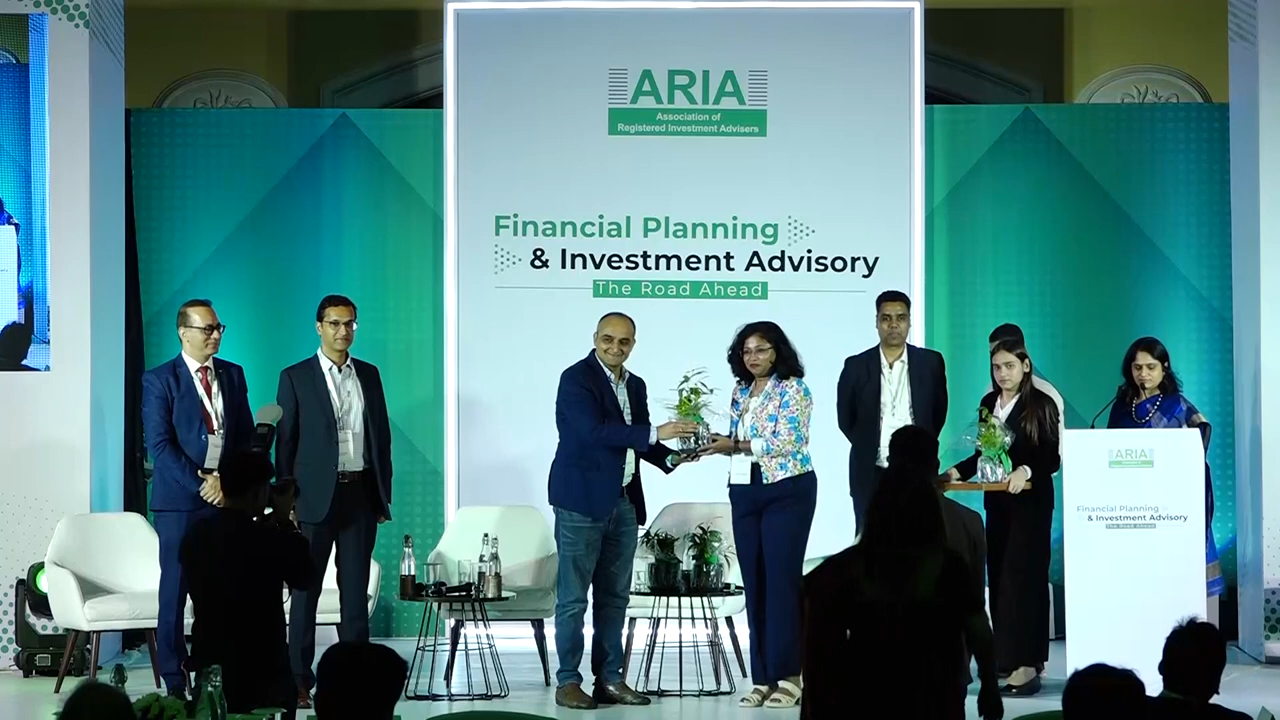 ARIA
Association of
Registered Investment Advisers
Financial Planning
& Investment Advisory
The Road Ahead
ARIA
Financial Planning
& Investment Advisory
The Road Ahead